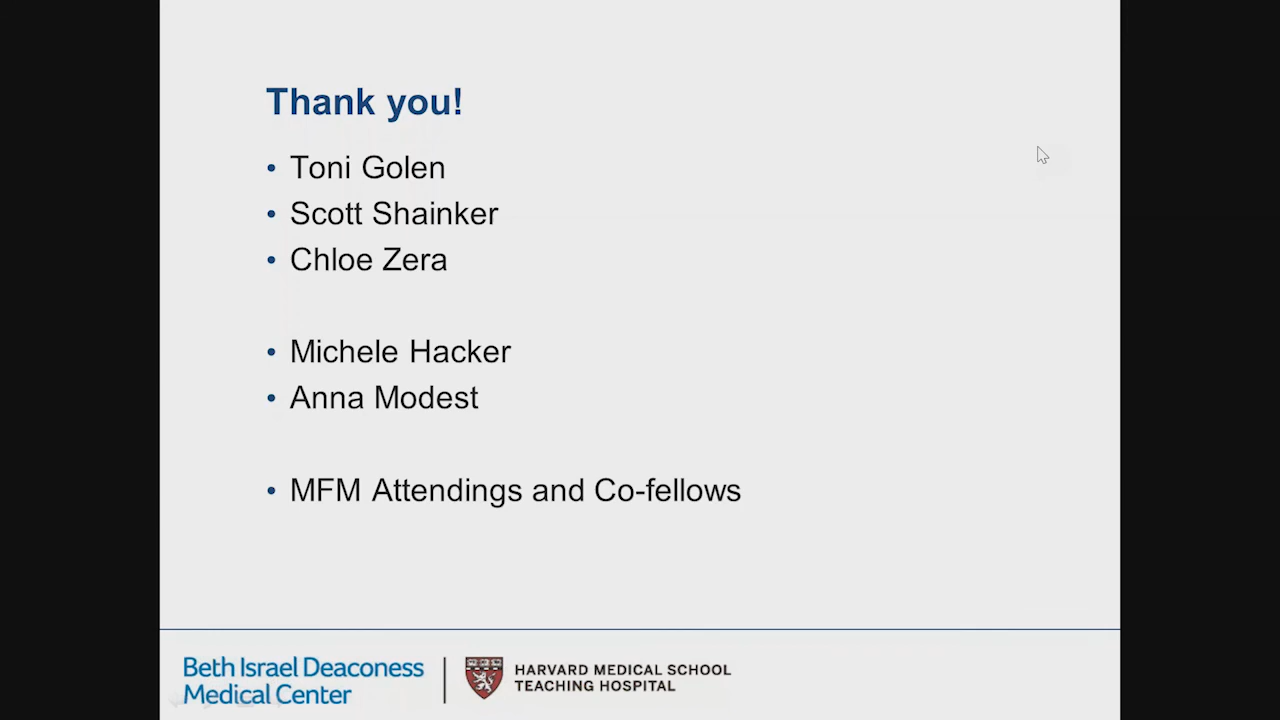 Thank you!
• Toni Golen
• Scott Shainker
• Chloe Zera
• Michele Hacker
• Anna Modest
• MFM Attendings and Co-fellows
Beth Israel Deaconess
Medical Center
HARVARD MEDICAL SCHOOL
TEACHING HOSPITAL